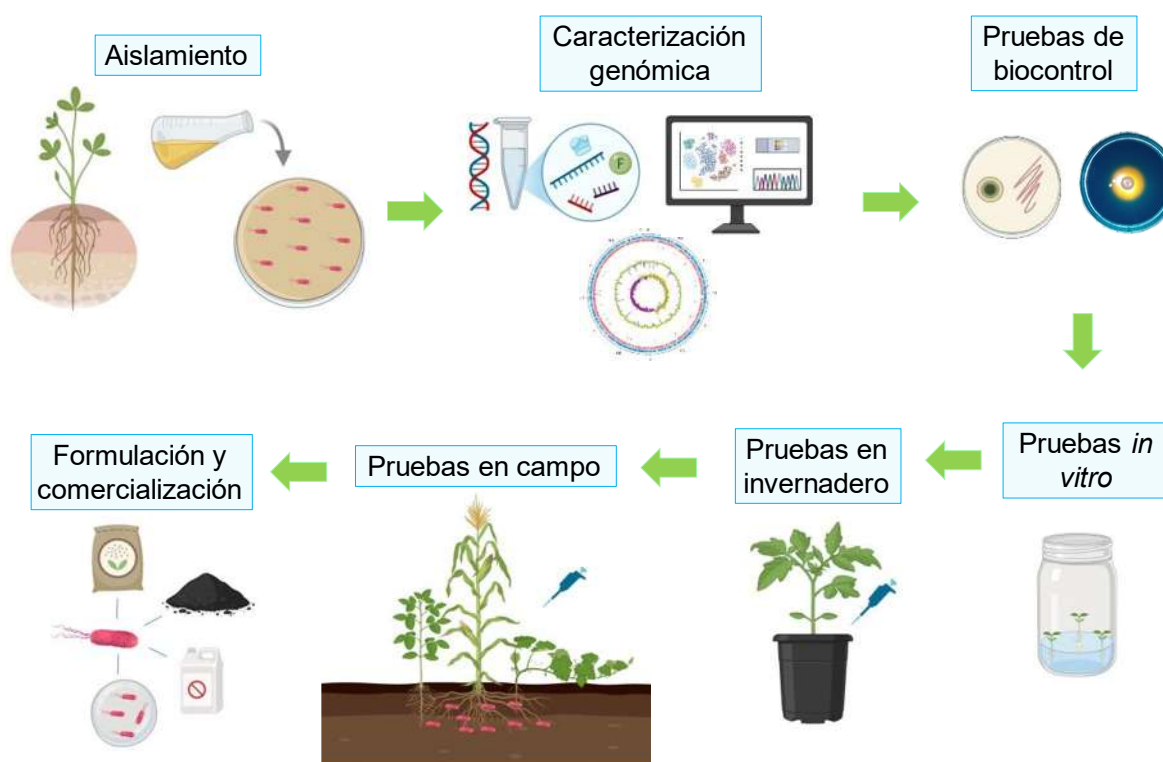 Aislamiento
Caracterización
genómica
Pruebas de
biocontrol
F
Pruebas in
vitro
Pruebas en
invernadero
Pruebas en campo
Formulación y
comercialización